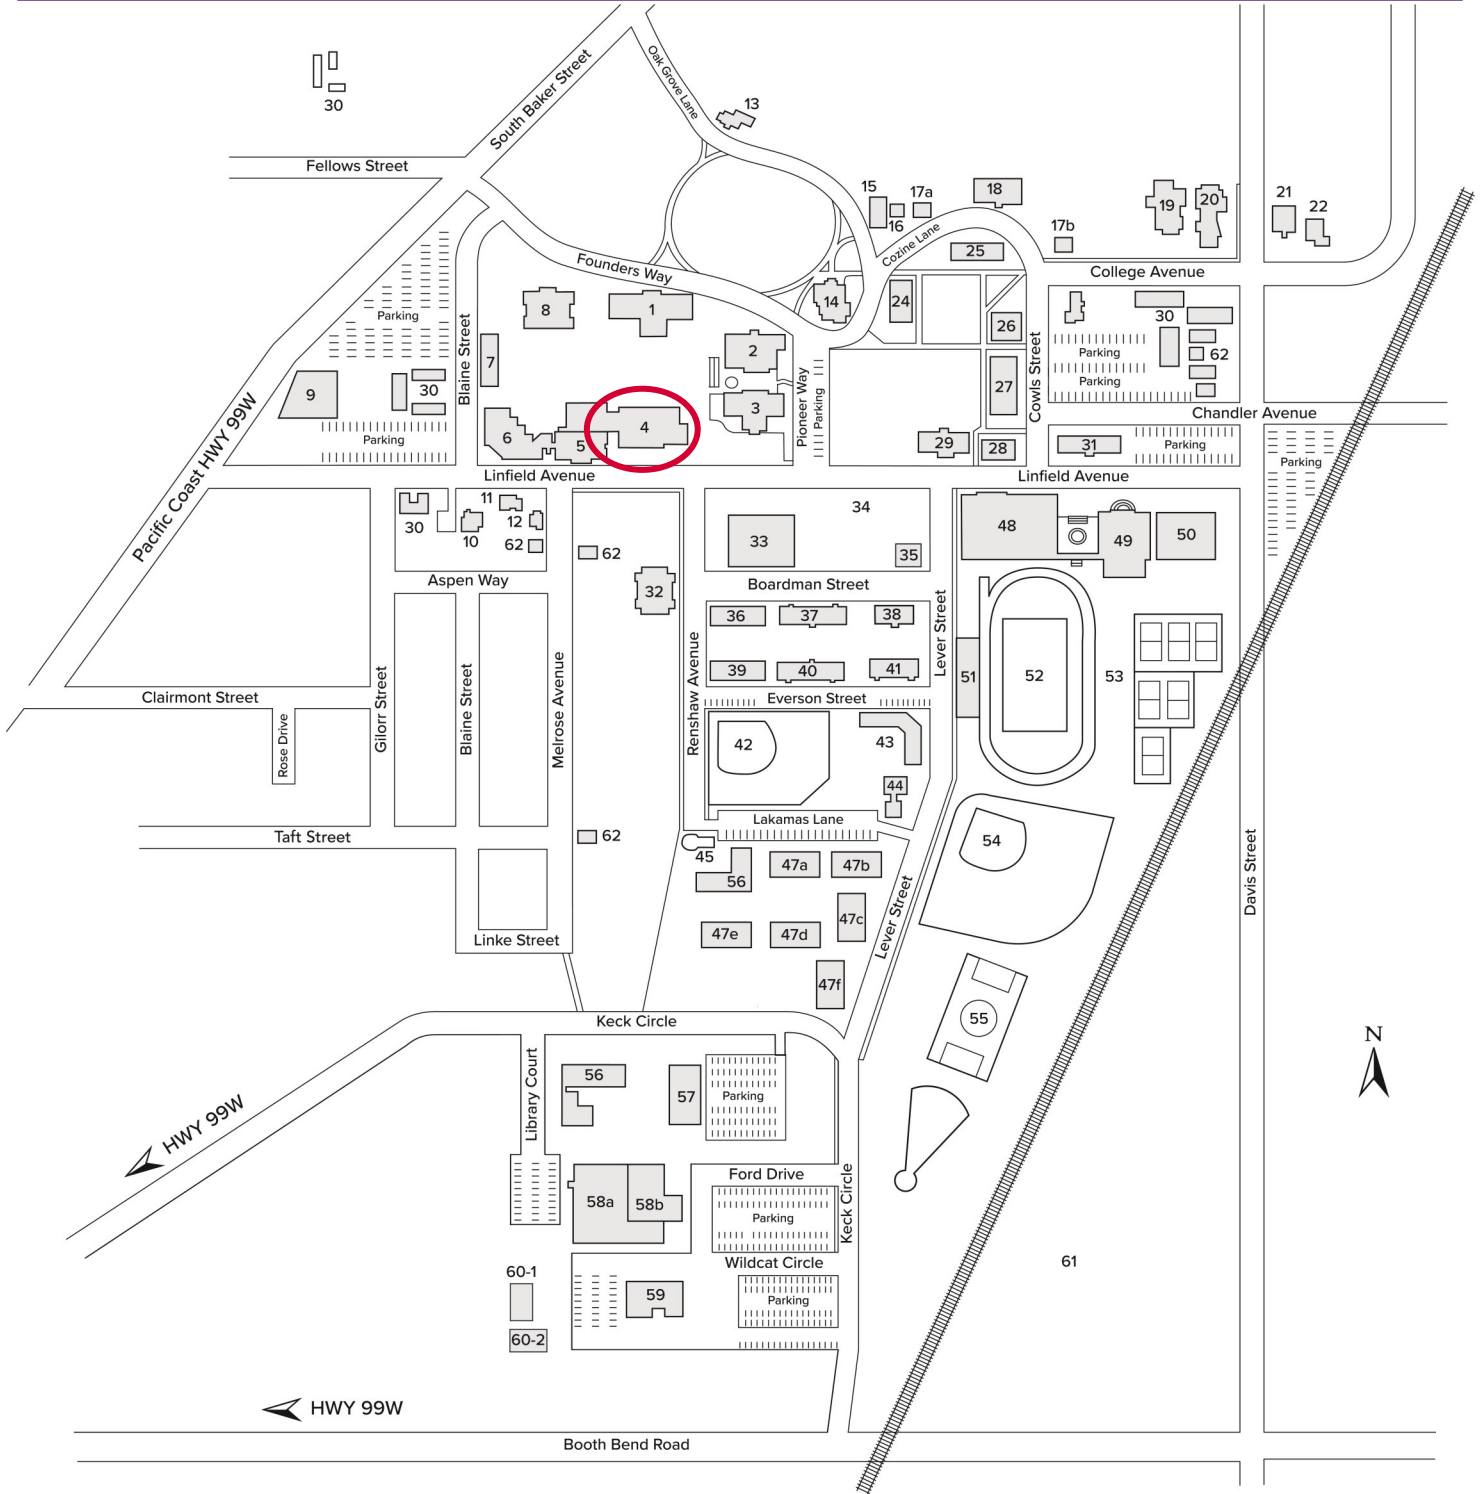 30
South Baker Street
Oak Grove Lane
13
Fellows Street
15
16
17a
18
17b
19
20
21
22
Cozine Lane
25
College Avenue
Founders Way
Parking
8
1
14
24
26
30
62
Parking
Parking
Blaine Street
7
2
27
Cowls Street
9
30
Parking
Pacific Coast HWY 99W
3
Pioneer Way
Parking
Chandler Avenue
6
5
4
29
28
31
Parking
Parking
Linfield Avenue
Linfield Avenue
30
11
10
12
62
62
33
34
35
48
49
50
Aspen Way
Boardman Street
32
36
37
38
Lever Street
39
40
41
51
52
53
Clairmont Street
Rose Drive
Gilorr Street
Blaine Street
Melrose Avenue
Renshaw Avenue
Everson Street
42
43
44
Lakamas Lane
Taft Street
62
45
56
47a
47b
54
Davis Street
47c
47e
47d
Lever Street
47f
Linke Street
55
Keck Circle
N
Library Court
56
57
Parking
HWY 99W
Ford Drive
58a
58b
Parking
Keck Circle
Wildcat Circle
61
60-1
59
Parking
60-2
HWY 99W
Booth Bend Road